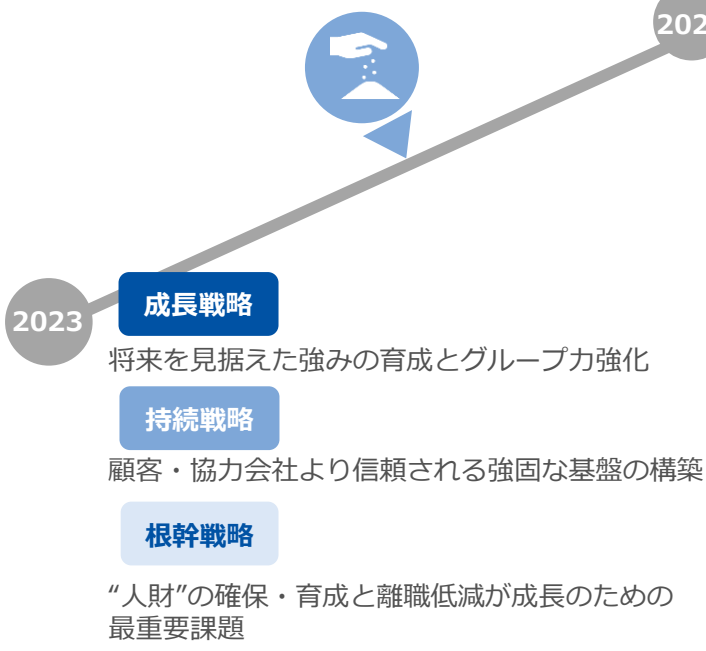 202
2023
成長戦略
将来を見据えた強みの育成とグループ力強化
持続戦略
顧客・協力会社より信頼される強固な基盤の構築
根幹戦略
“人財”の確保・育成と離職低減が成長のための
最重要課題